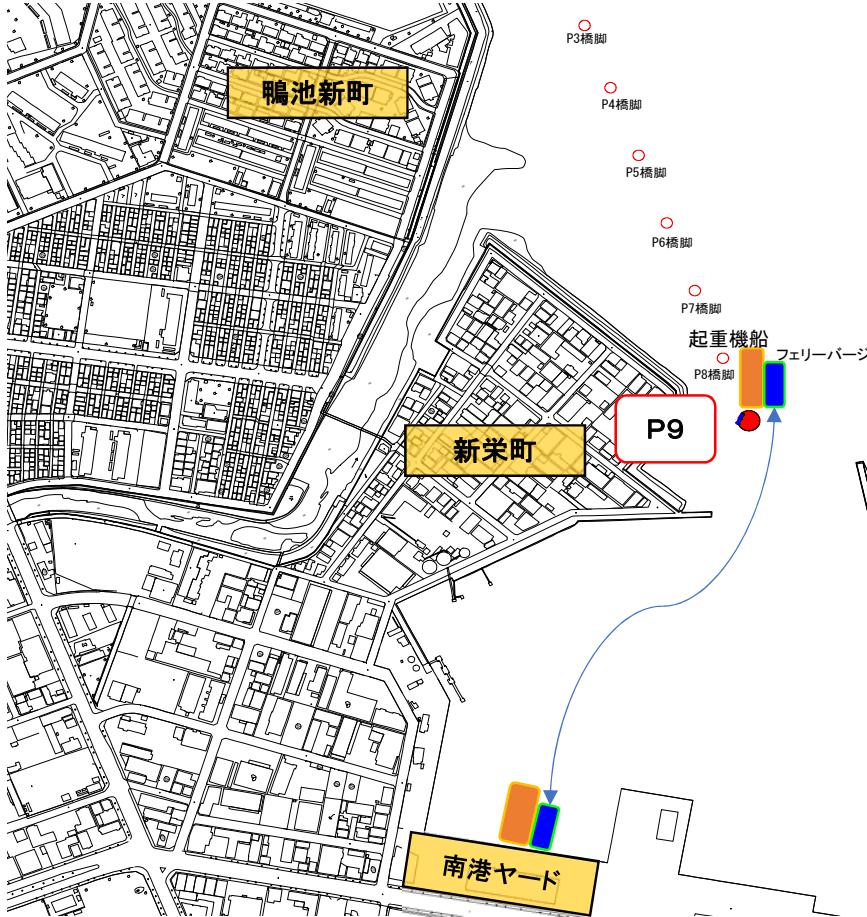 P3橋脚
鴨池新町
P4橋脚
P5橋脚
P6橋脚
P7橋脚
起重機船
フェリーバージ
P8橋脚
P9
新栄町
南港ヤード